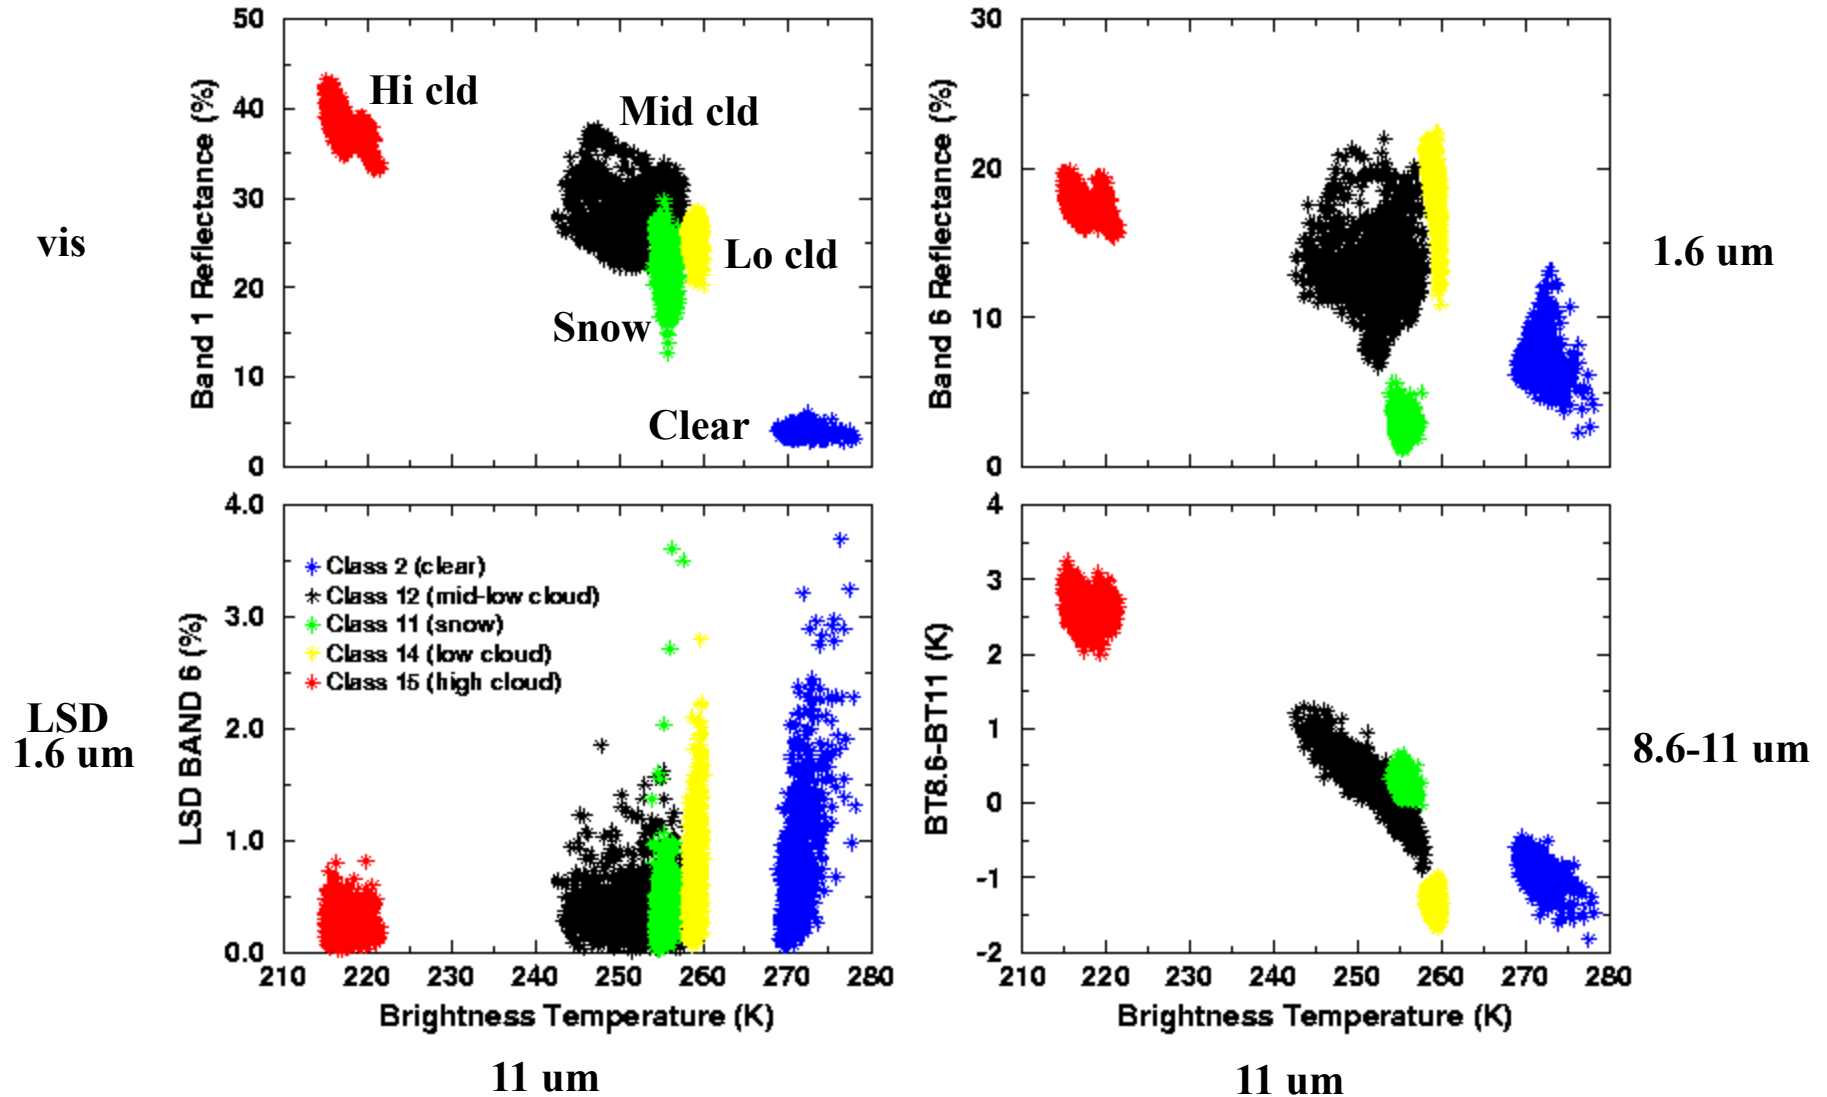 50
40
30
20
10
0
Band 1 Reflectance (%)
Hi cld
Mid cld
Lo cld
Snow
Clear
vis
30
20
10
0
Band 6 Reflectance (%)
1.6 um
4.0
3.0
2.0
1.0
0.0
LSD BAND 6 (%)
Class 2 (clear)
Class 12 (mid-low cloud)
Class 11 (snow)
Class 14 (low cloud)
Class 15 (high cloud)
LSD
1.6 um
210 220 230 240 250 260 270 280
Brightness Temperature (K)
11 um
4
3
2
1
0
-1
-2
BT8.6-BT11 (K)
8.6-11 um
210 220 230 240 250 260 270 280
Brightness Temperature (K)
11 um